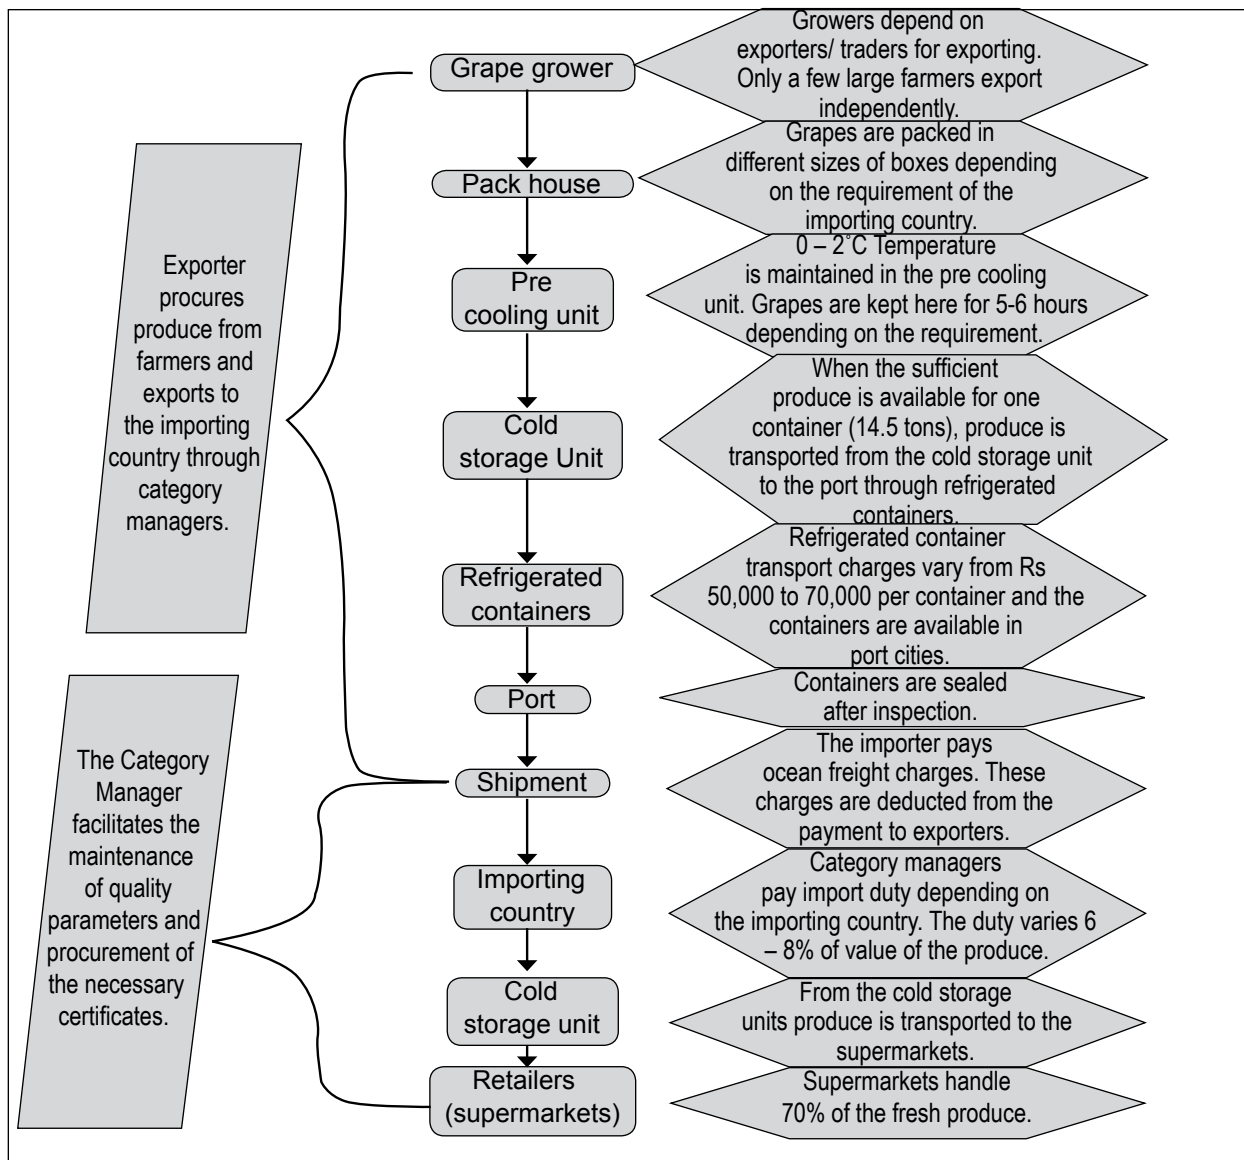 Grape grower
Growers depend on
exporters/ traders for exporting.
Only a few large farmers export
independently.
Pack house
Grapes are packed in
different sizes of boxes depending
on the requirement of the
importing country.
Pre
cooling unit
0 – 2˚C Temperature
is maintained in the pre cooling
unit. Grapes are kept here for 5-6 hours
depending on the requirement.
Exporter
procures
produce from
farmers and
exports to
the importing
country through
category
managers.
Cold
storage Unit
When the sufficient
produce is available for one
container (14.5 tons), produce is
transported from the cold storage unit
to the port through refrigerated
containers.
Refrigerated
containers
Refrigerated container
transport charges vary from Rs
50,000 to 70,000 per container and the
containers are available in
port cities.
Port
Containers are sealed
after inspection.
Shipment
The importer pays
ocean freight charges. These
charges are deducted from the
payment to exporters.
The Category
Manager
facilitates the
maintenance
of quality
parameters and
procurement of
the necessary
certificates.
Importing
country
Category managers
pay import duty depending on
the importing country. The duty varies 6
– 8% of value of the produce.
Cold
storage unit
From the cold storage
units produce is transported to the
supermarkets.
Retailers
(supermarkets)
Supermarkets handle
70% of the fresh produce.